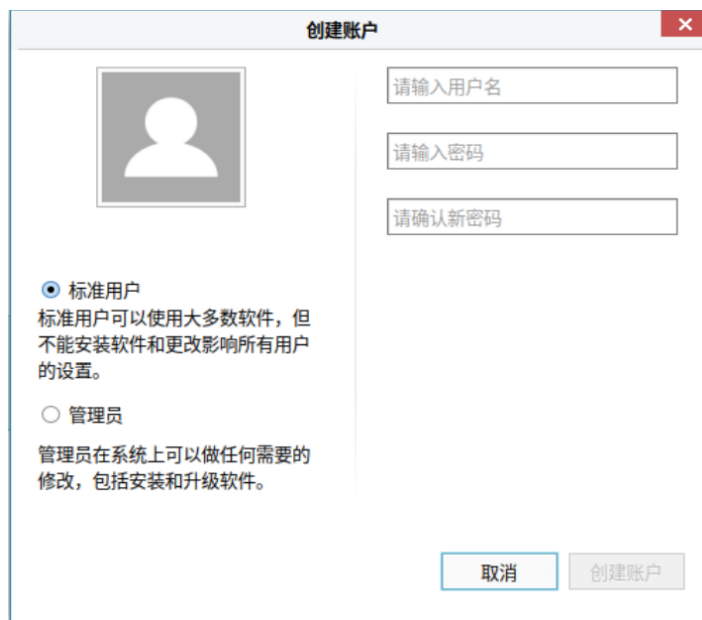 创建账户
请输入用户名
请输入密码
请确认新密码
标准用户
标准用户可以使用大多数软件，但
不能安装软件和更改影响所有用户
的设置。
管理员
管理员在系统上可以做任何需要的
修改，包括安装和升级软件。
取消
创建账户